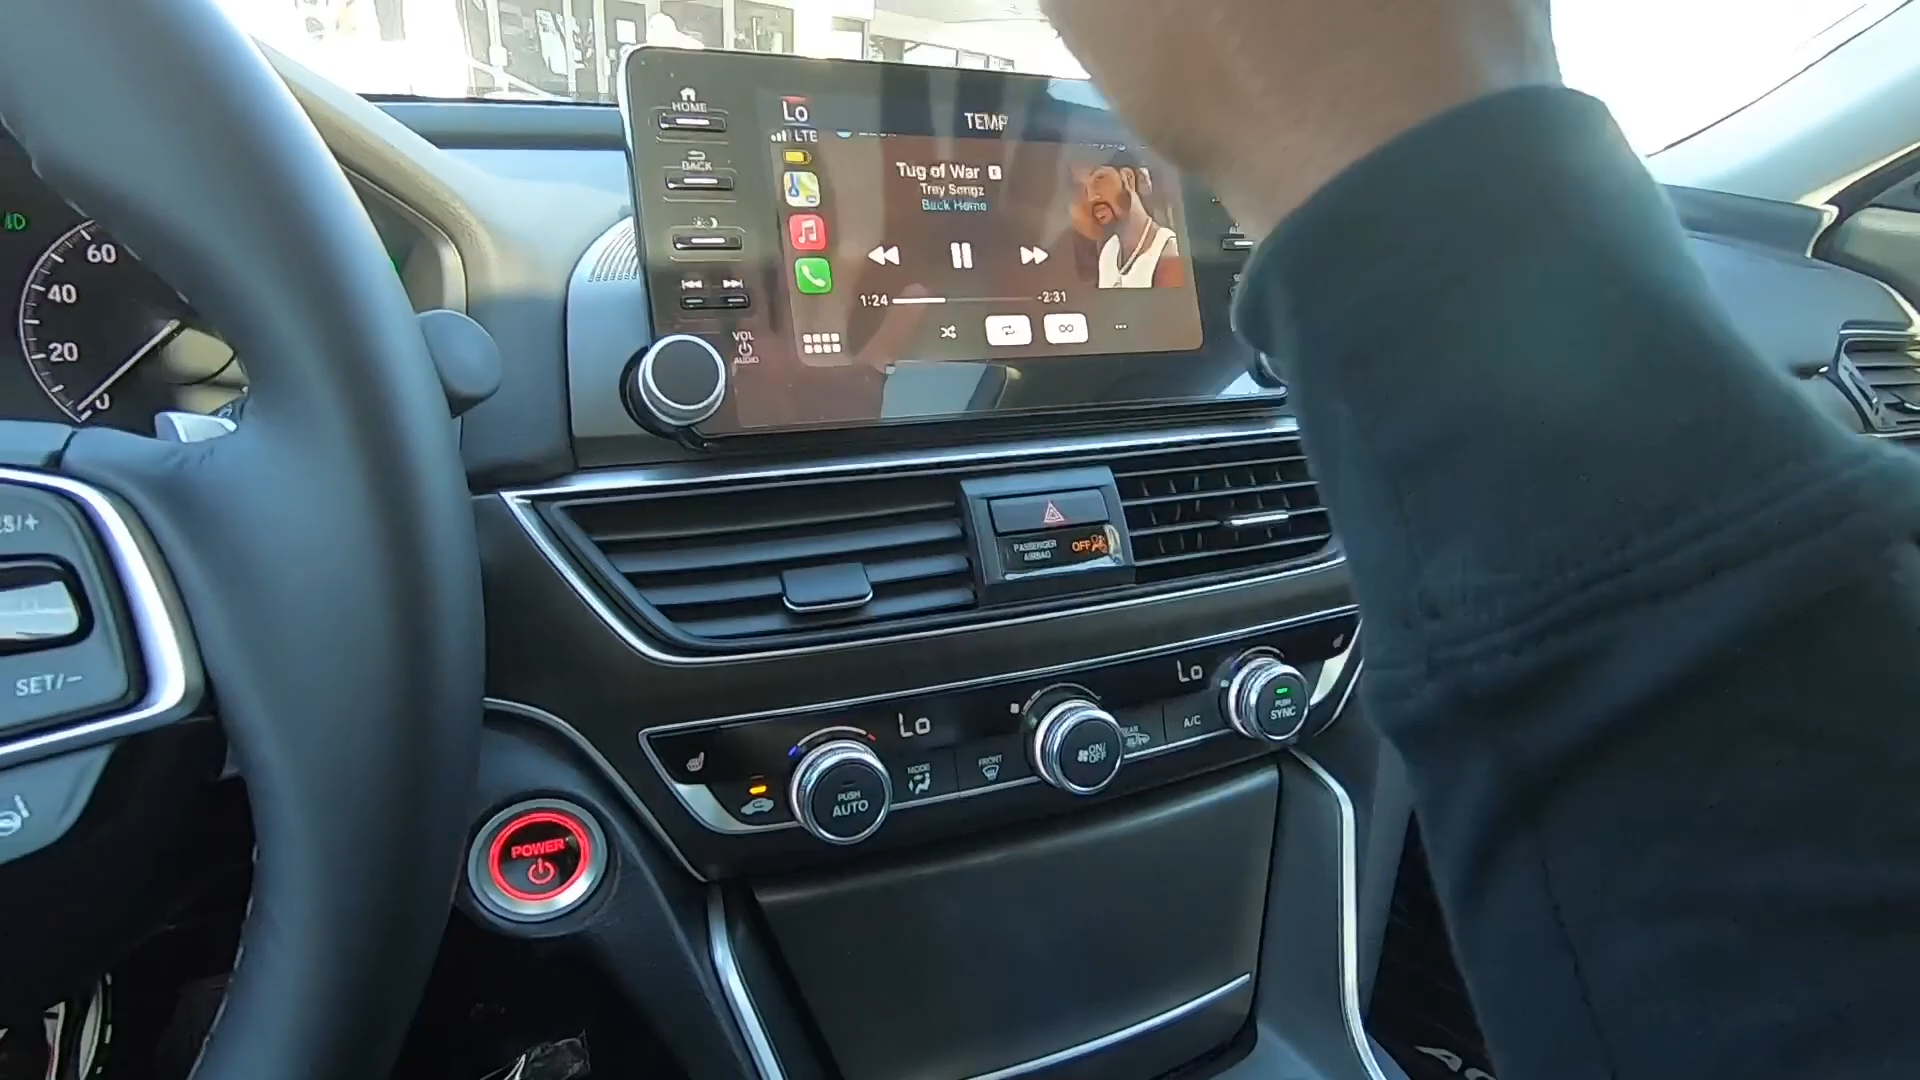 HOME
BACK
VOL
AUDIO
Lo
TEMP
LTE
Tug of War E
Trey Songz
Back Home
1:24
-2:31
60
40
20
0
PASSENGER
AIRBAG
OFF
SET/−
POWER
Lo
Lo
PUSH
AUTO
MODE
FRONT
ON/
OFF
REAR
A/C
PUSH
SYNC